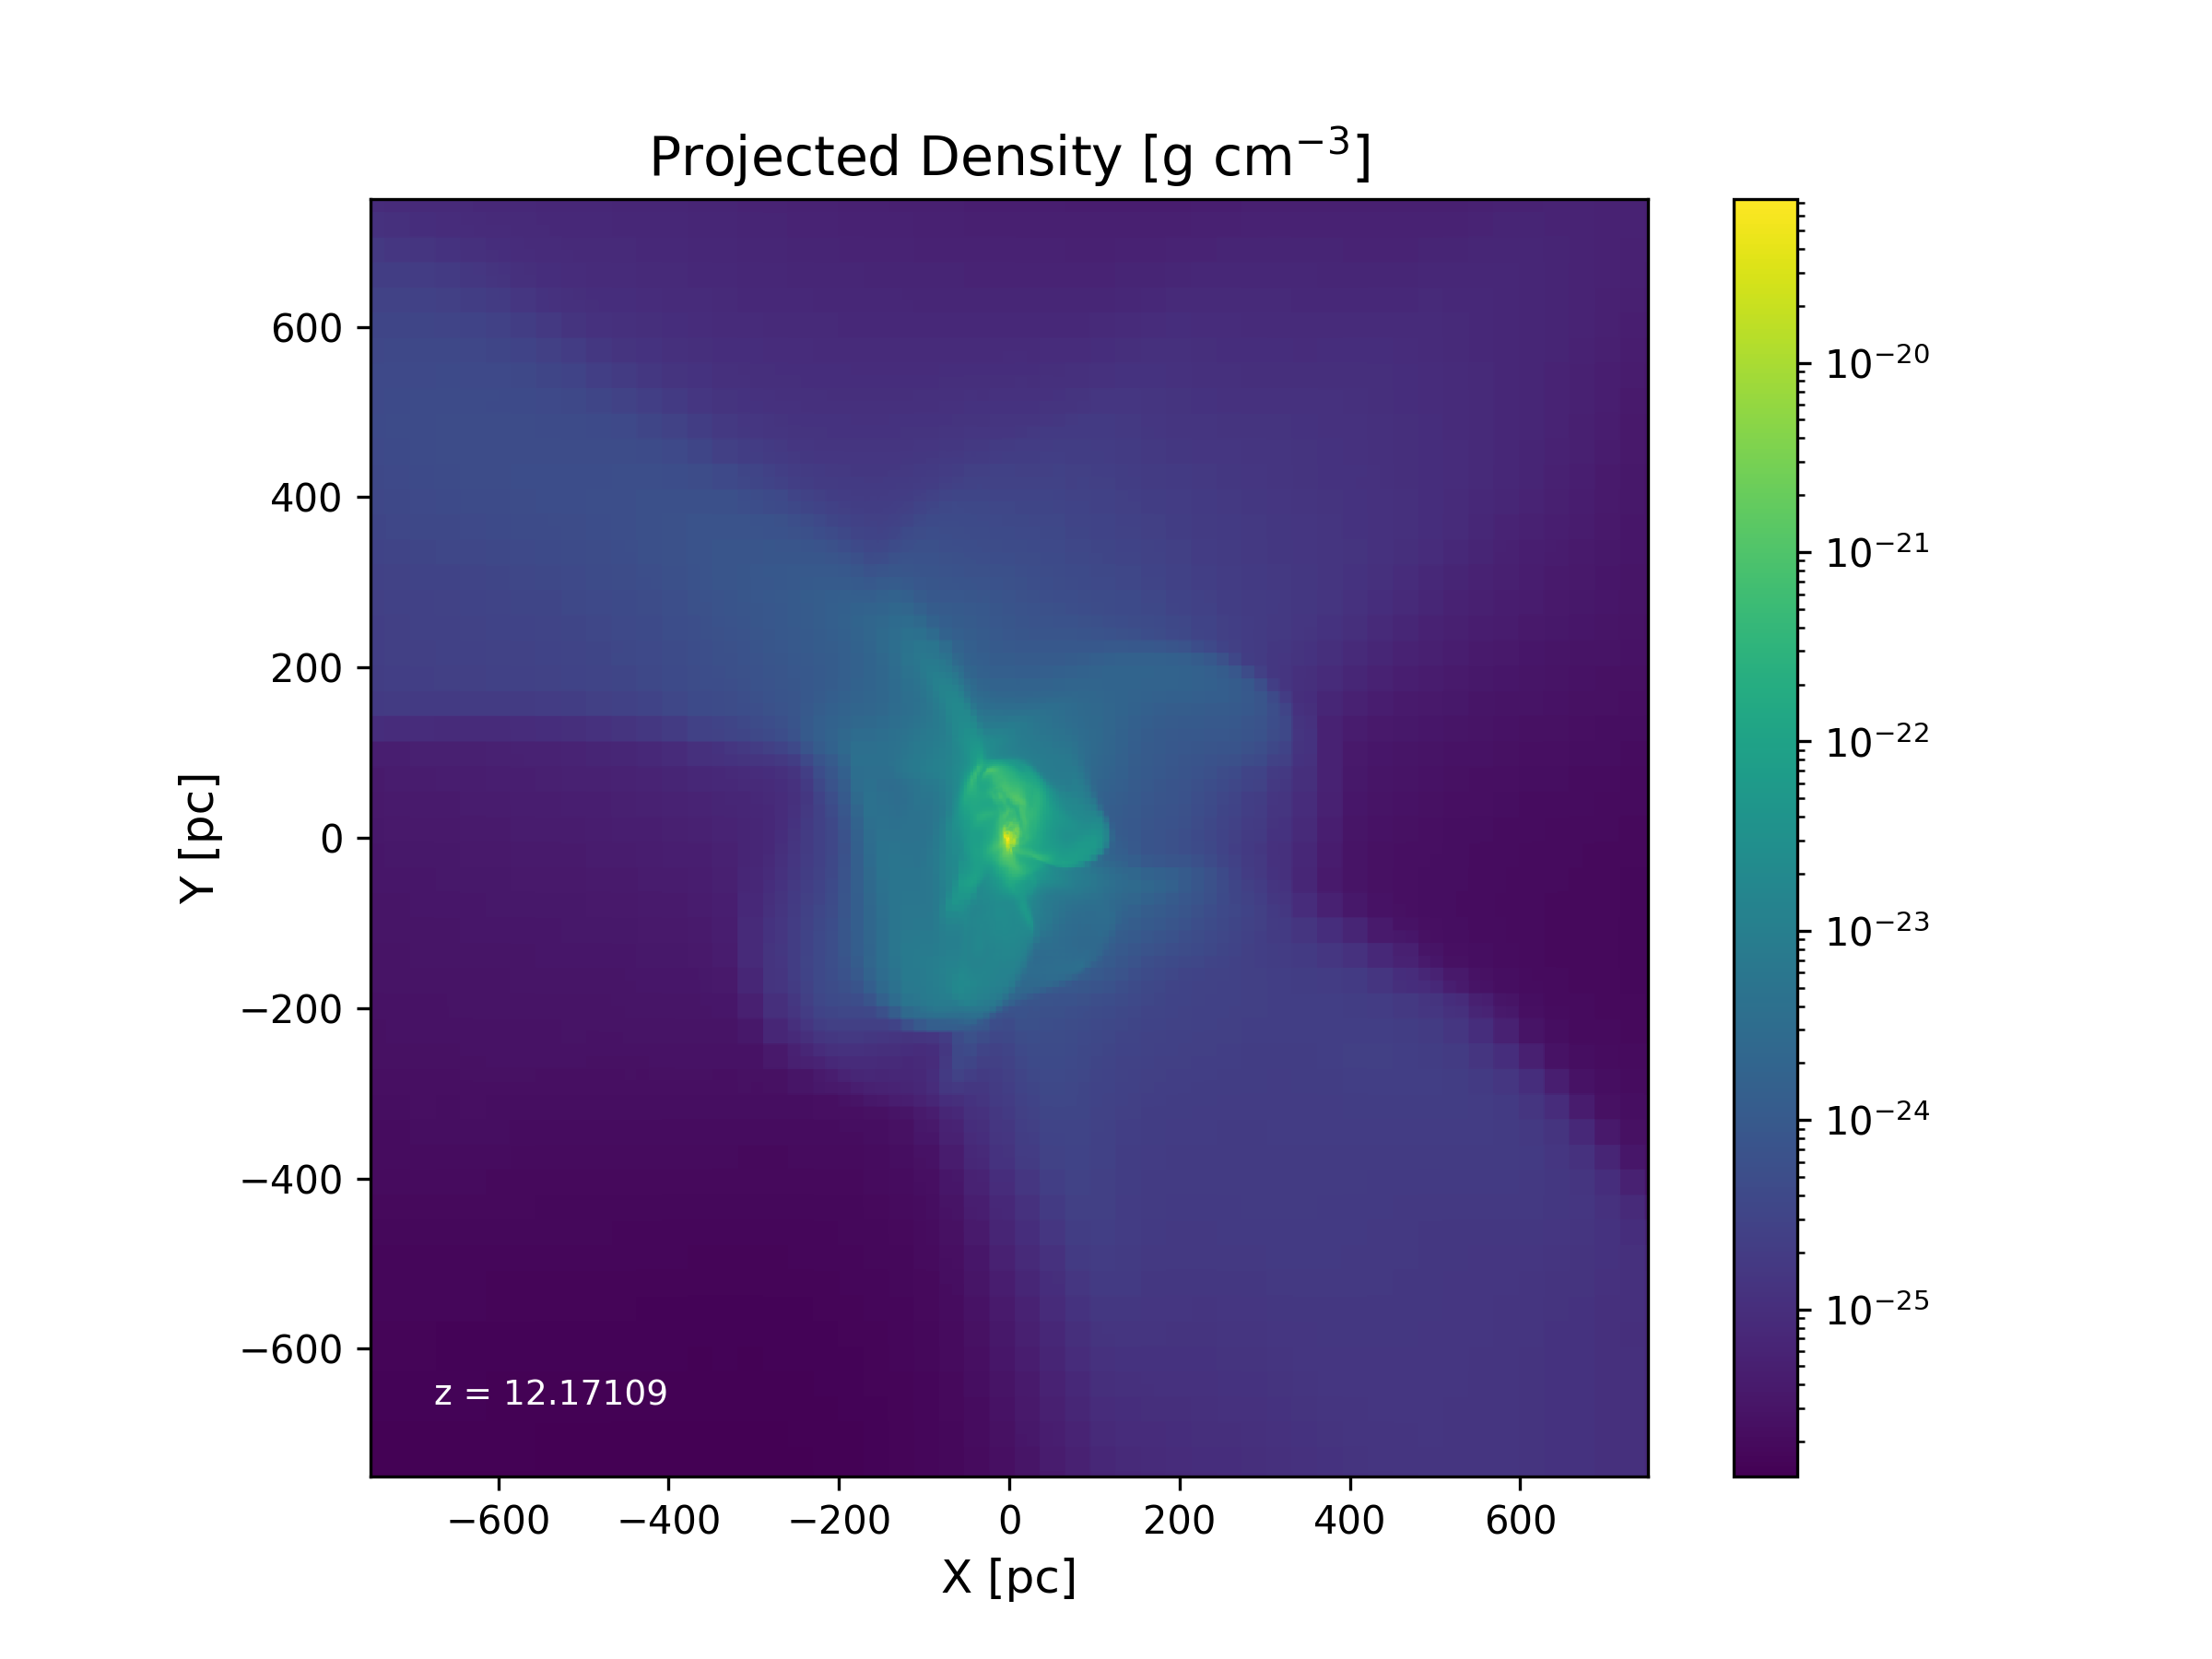 Projected Density [g cm⁻³]
Y [pc]
600
400
200
0
−200
−400
−600
z = 12.17109
−600 −400 −200 0 200 400 600
X [pc]
10⁻²⁰
10⁻²¹
10⁻²²
10⁻²³
10⁻²⁴
10⁻²⁵